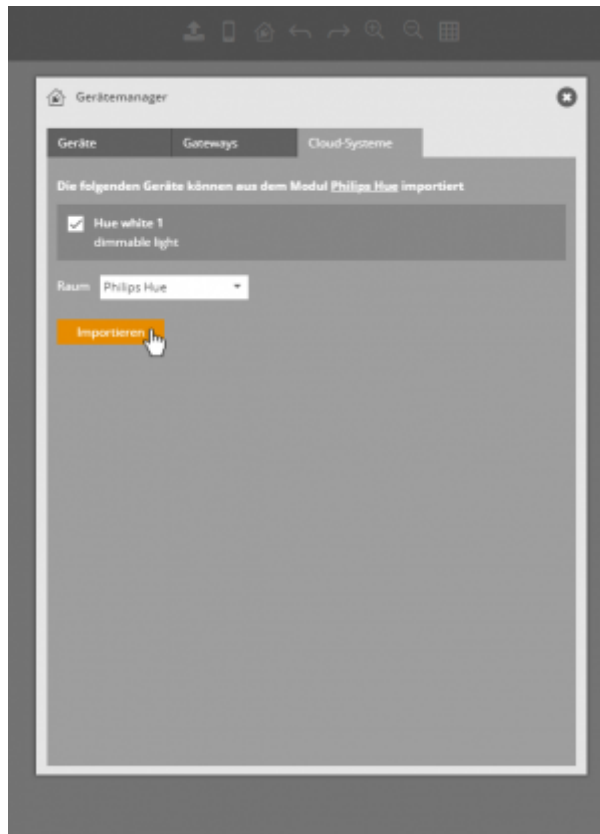 Gerätemanager
Geräte Gateways Cloud-Systeme
Die folgenden Geräte können aus dem Modul Philips Hue importiert
Hue white 1
dimmable light
Raum Philips Hue
Importieren